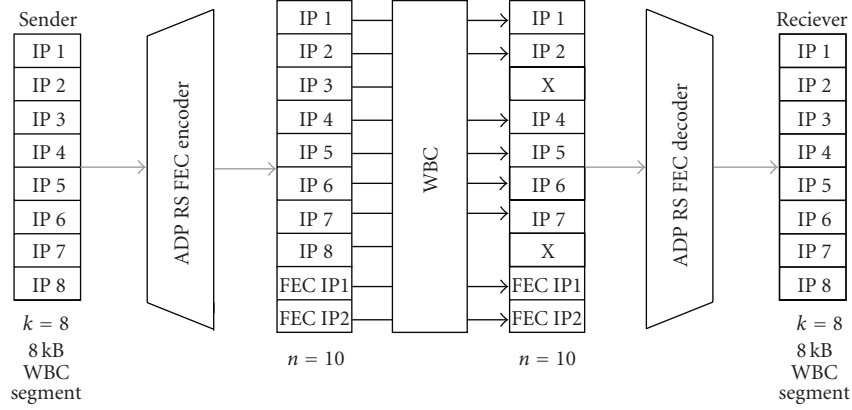 Sender
IP 1
IP 2
IP 3
IP 4
IP 5
IP 6
IP 7
IP 8
k = 8
8 kB
WBC
segment
ADP RS FEC encoder
IP 1
IP 2
IP 3
IP 4
IP 5
IP 6
IP 7
IP 8
FEC IP1
FEC IP2
n = 10
WBC
IP 1
IP 2
X
IP 4
IP 5
IP 6
IP 7
X
FEC IP1
FEC IP2
n = 10
ADP RS FEC decoder
Reciever
IP 1
IP 2
IP 3
IP 4
IP 5
IP 6
IP 7
IP 8
k = 8
8 kB
WBC
segment